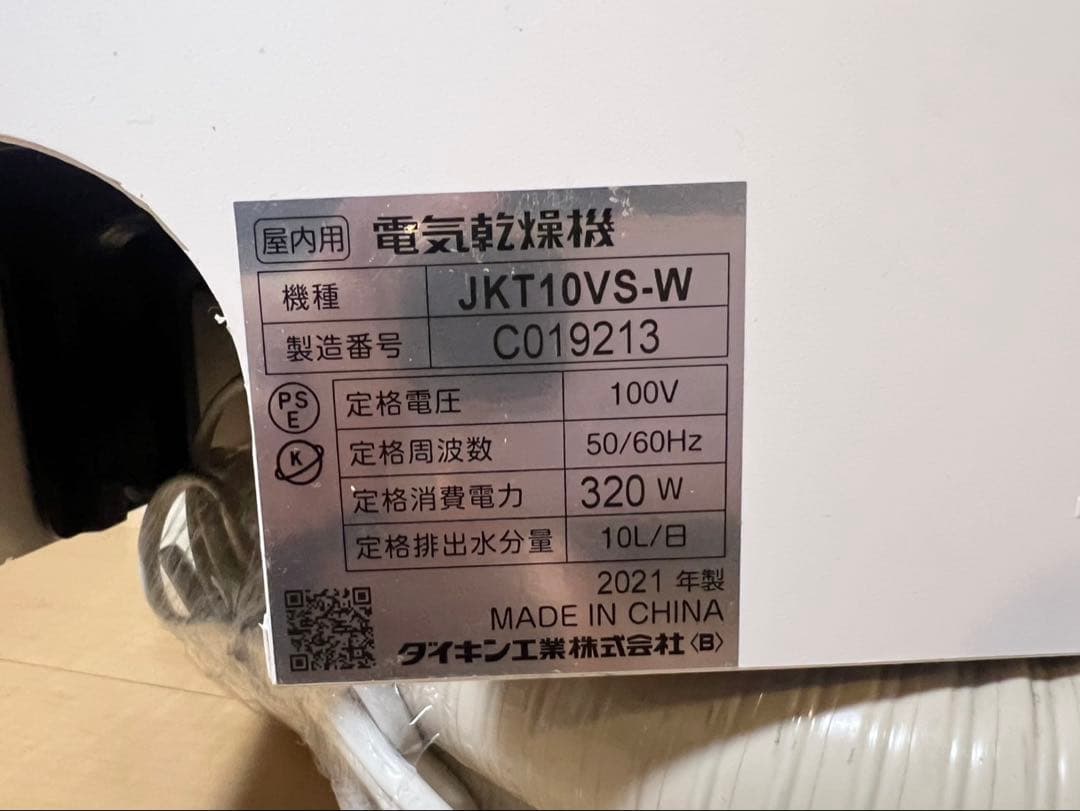 屋内用 電気乾燥機
機種 JKT10VS-W
製造番号 C019213
PS
E
定格電圧 100V
K
定格周波数 50/60Hz
定格消費電力 320 W
定格排出水分量 10L/日
2021 年製
MADE IN CHINA
ダイキン工業株式会社〈B〉